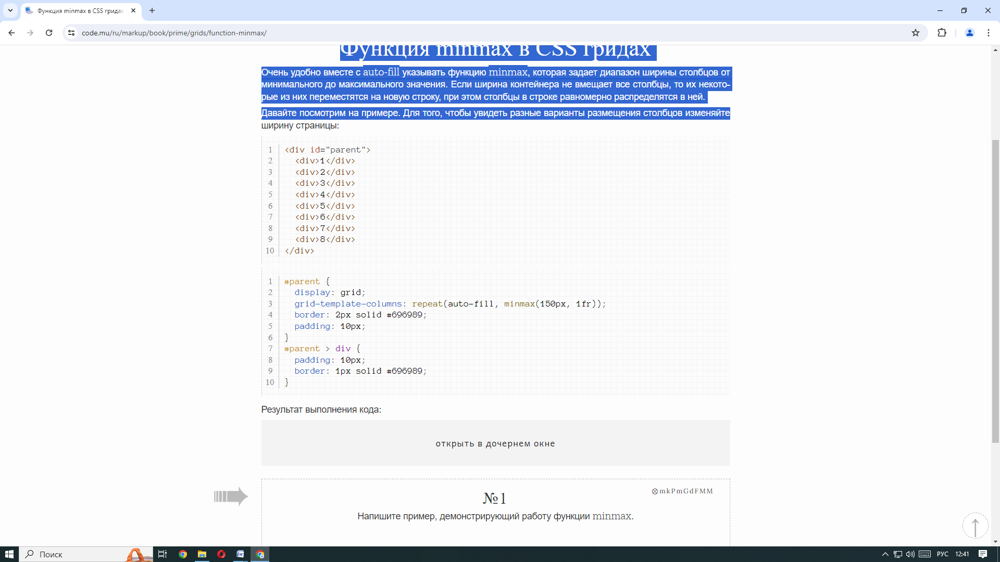 Функция minmax в CSS гридах
code.mu/ru/markup/book/prime/grids/function-minmax/
Функция minmax в CSS гридах
Очень удобно вместе с auto-fill указывать функцию minmax, которая задает диапазон ширины столбцов от
минимального до максимального значения. Если ширина контейнера не вмещает все столбцы, то их некото-
рые из них переместятся на новую строку, при этом столбцы в строке равномерно распределятся в ней.
Давайте посмотрим на примере. Для того, чтобы увидеть разные варианты размещения столбцов изменяйте
ширину страницы:
1 <div id="parent">
2 <div>1</div>
3 <div>2</div>
4 <div>3</div>
5 <div>4</div>
6 <div>5</div>
7 <div>6</div>
8 <div>7</div>
9 <div>8</div>
10 </div>
1 #parent {
2 display: grid;
3 grid-template-columns: repeat(auto-fill, minmax(150px, 1fr));
4 border: 2px solid #696989;
5 padding: 10px;
6 }
7 #parent > div {
8 padding: 10px;
9 border: 1px solid #696989;
10 }
Результат выполнения кода:
открыть в дочернем окне
⊗mkPmGdFMM
№1
Напишите пример, демонстрирующий работу функции minmax.
Поиск
РУС
12:41